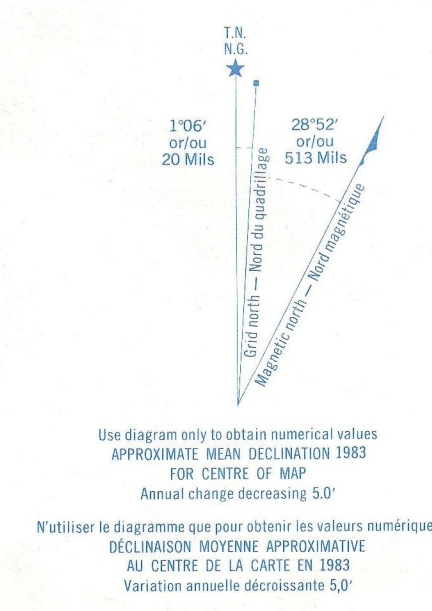 T.N.
N.G.
1°06′
or/ou
20 Mils
28°52′
or/ou
513 Mils
Grid north — Nord du quadrillage
Magnetic north — Nord magnétique
Use diagram only to obtain numerical values
APPROXIMATE MEAN DECLINATION 1983
FOR CENTRE OF MAP
Annual change decreasing 5.0′
N'utiliser le diagramme que pour obtenir les valeurs numérique
DÉCLINAISON MOYENNE APPROXIMATIVE
AU CENTRE DE LA CARTE EN 1983
Variation annuelle décroissante 5,0′